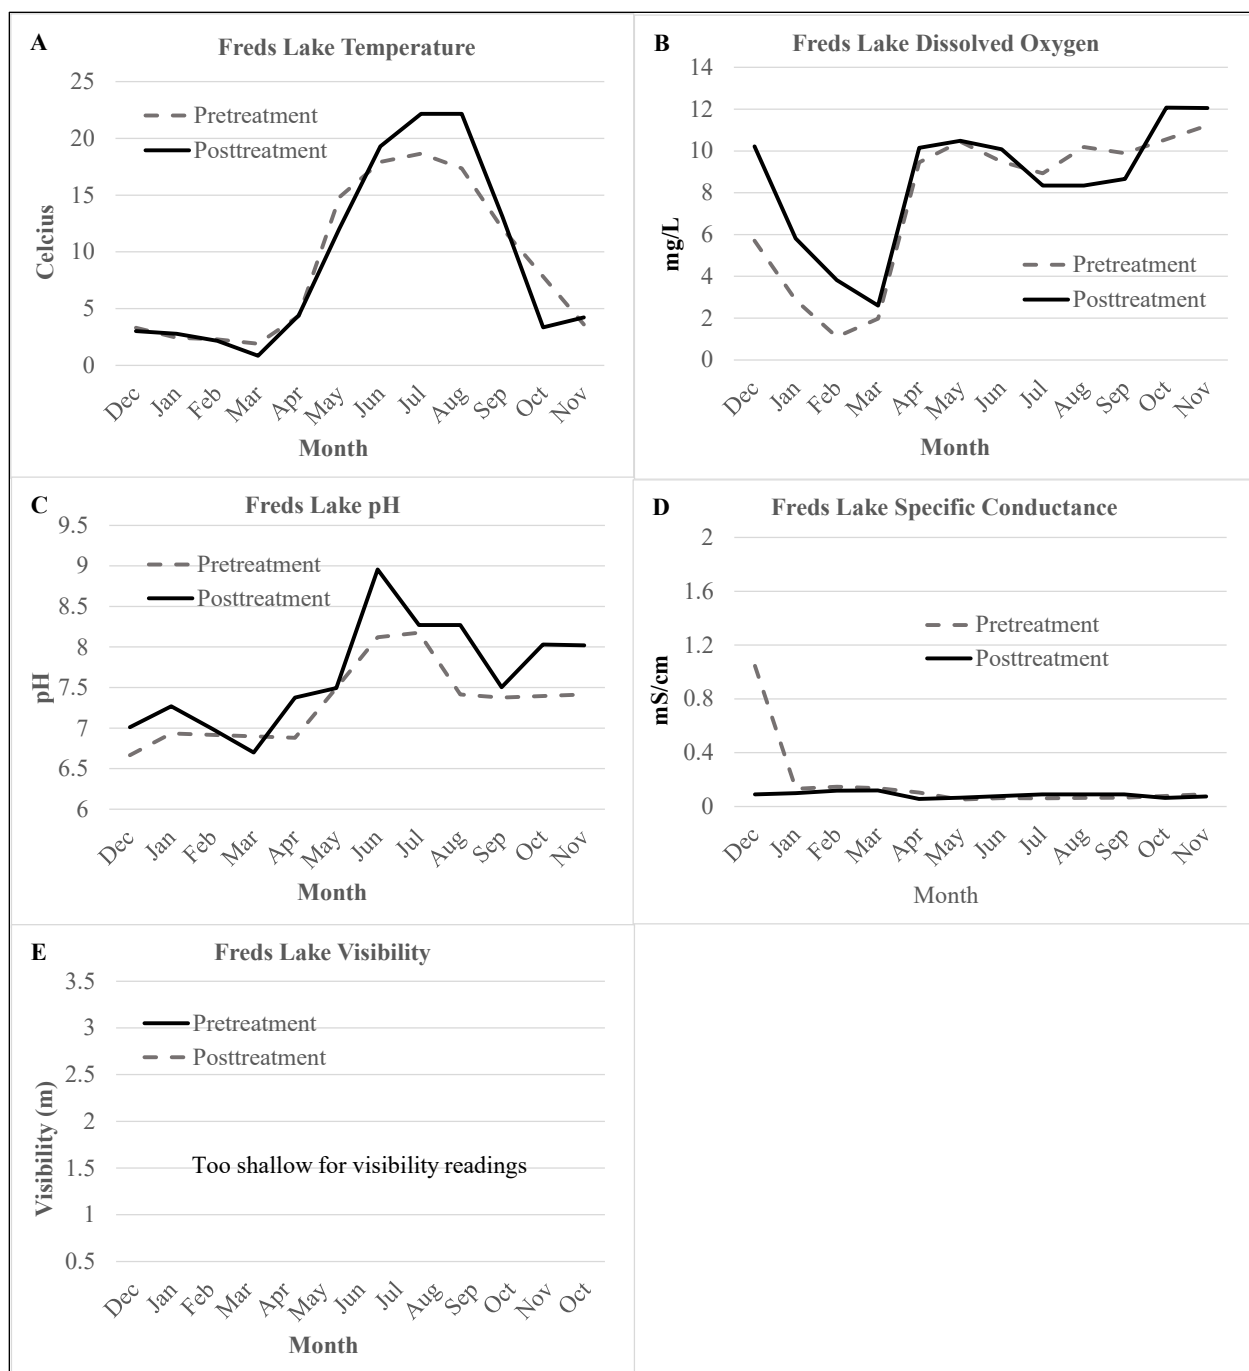 A
Freds Lake Temperature
25
20
15
10
5
0
Celcius
Pretreatment
Posttreatment
Dec
Jan
Feb
Mar
Apr
May
Jun
Jul
Aug
Sep
Oct
Nov
Month
B
Freds Lake Dissolved Oxygen
14
12
10
8
6
4
2
0
mg/L
Pretreatment
Posttreatment
Dec
Jan
Feb
Mar
Apr
May
Jun
Jul
Aug
Sep
Oct
Nov
Month
C
Freds Lake pH
9.5
9
8.5
8
7.5
7
6.5
6
pH
Pretreatment
Posttreatment
Dec
Jan
Feb
Mar
Apr
May
Jun
Jul
Aug
Sep
Oct
Nov
Month
D
Freds Lake Specific Conductance
2
1.6
1.2
0.8
0.4
0
mS/cm
Pretreatment
Posttreatment
Dec
Jan
Feb
Mar
Apr
May
Jun
Jul
Aug
Sep
Oct
Nov
Month
E
Freds Lake Visibility
3.5
3
2.5
2
1.5
1
0.5
Visibility (m)
Pretreatment
Posttreatment
Too shallow for visibility readings
Dec
Jan
Feb
Mar
Apr
May
Jun
Jul
Aug
Sep
Oct
Nov
Oct
Month